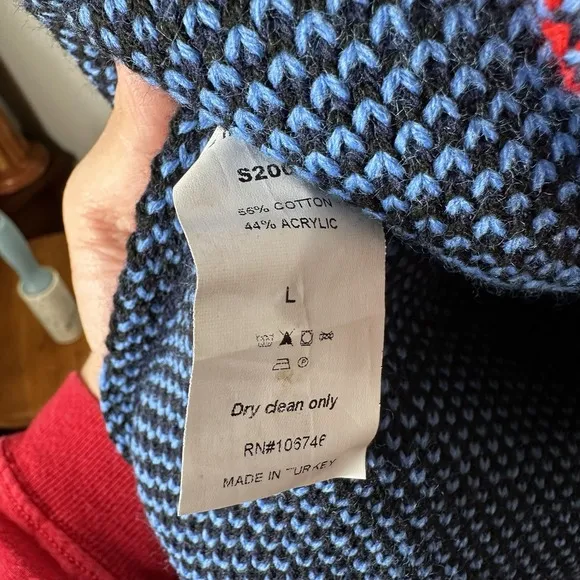 56% COTTON
44% ACRYLIC
L
P
Dry clean only
RN#106746
MADE IN TURKEY